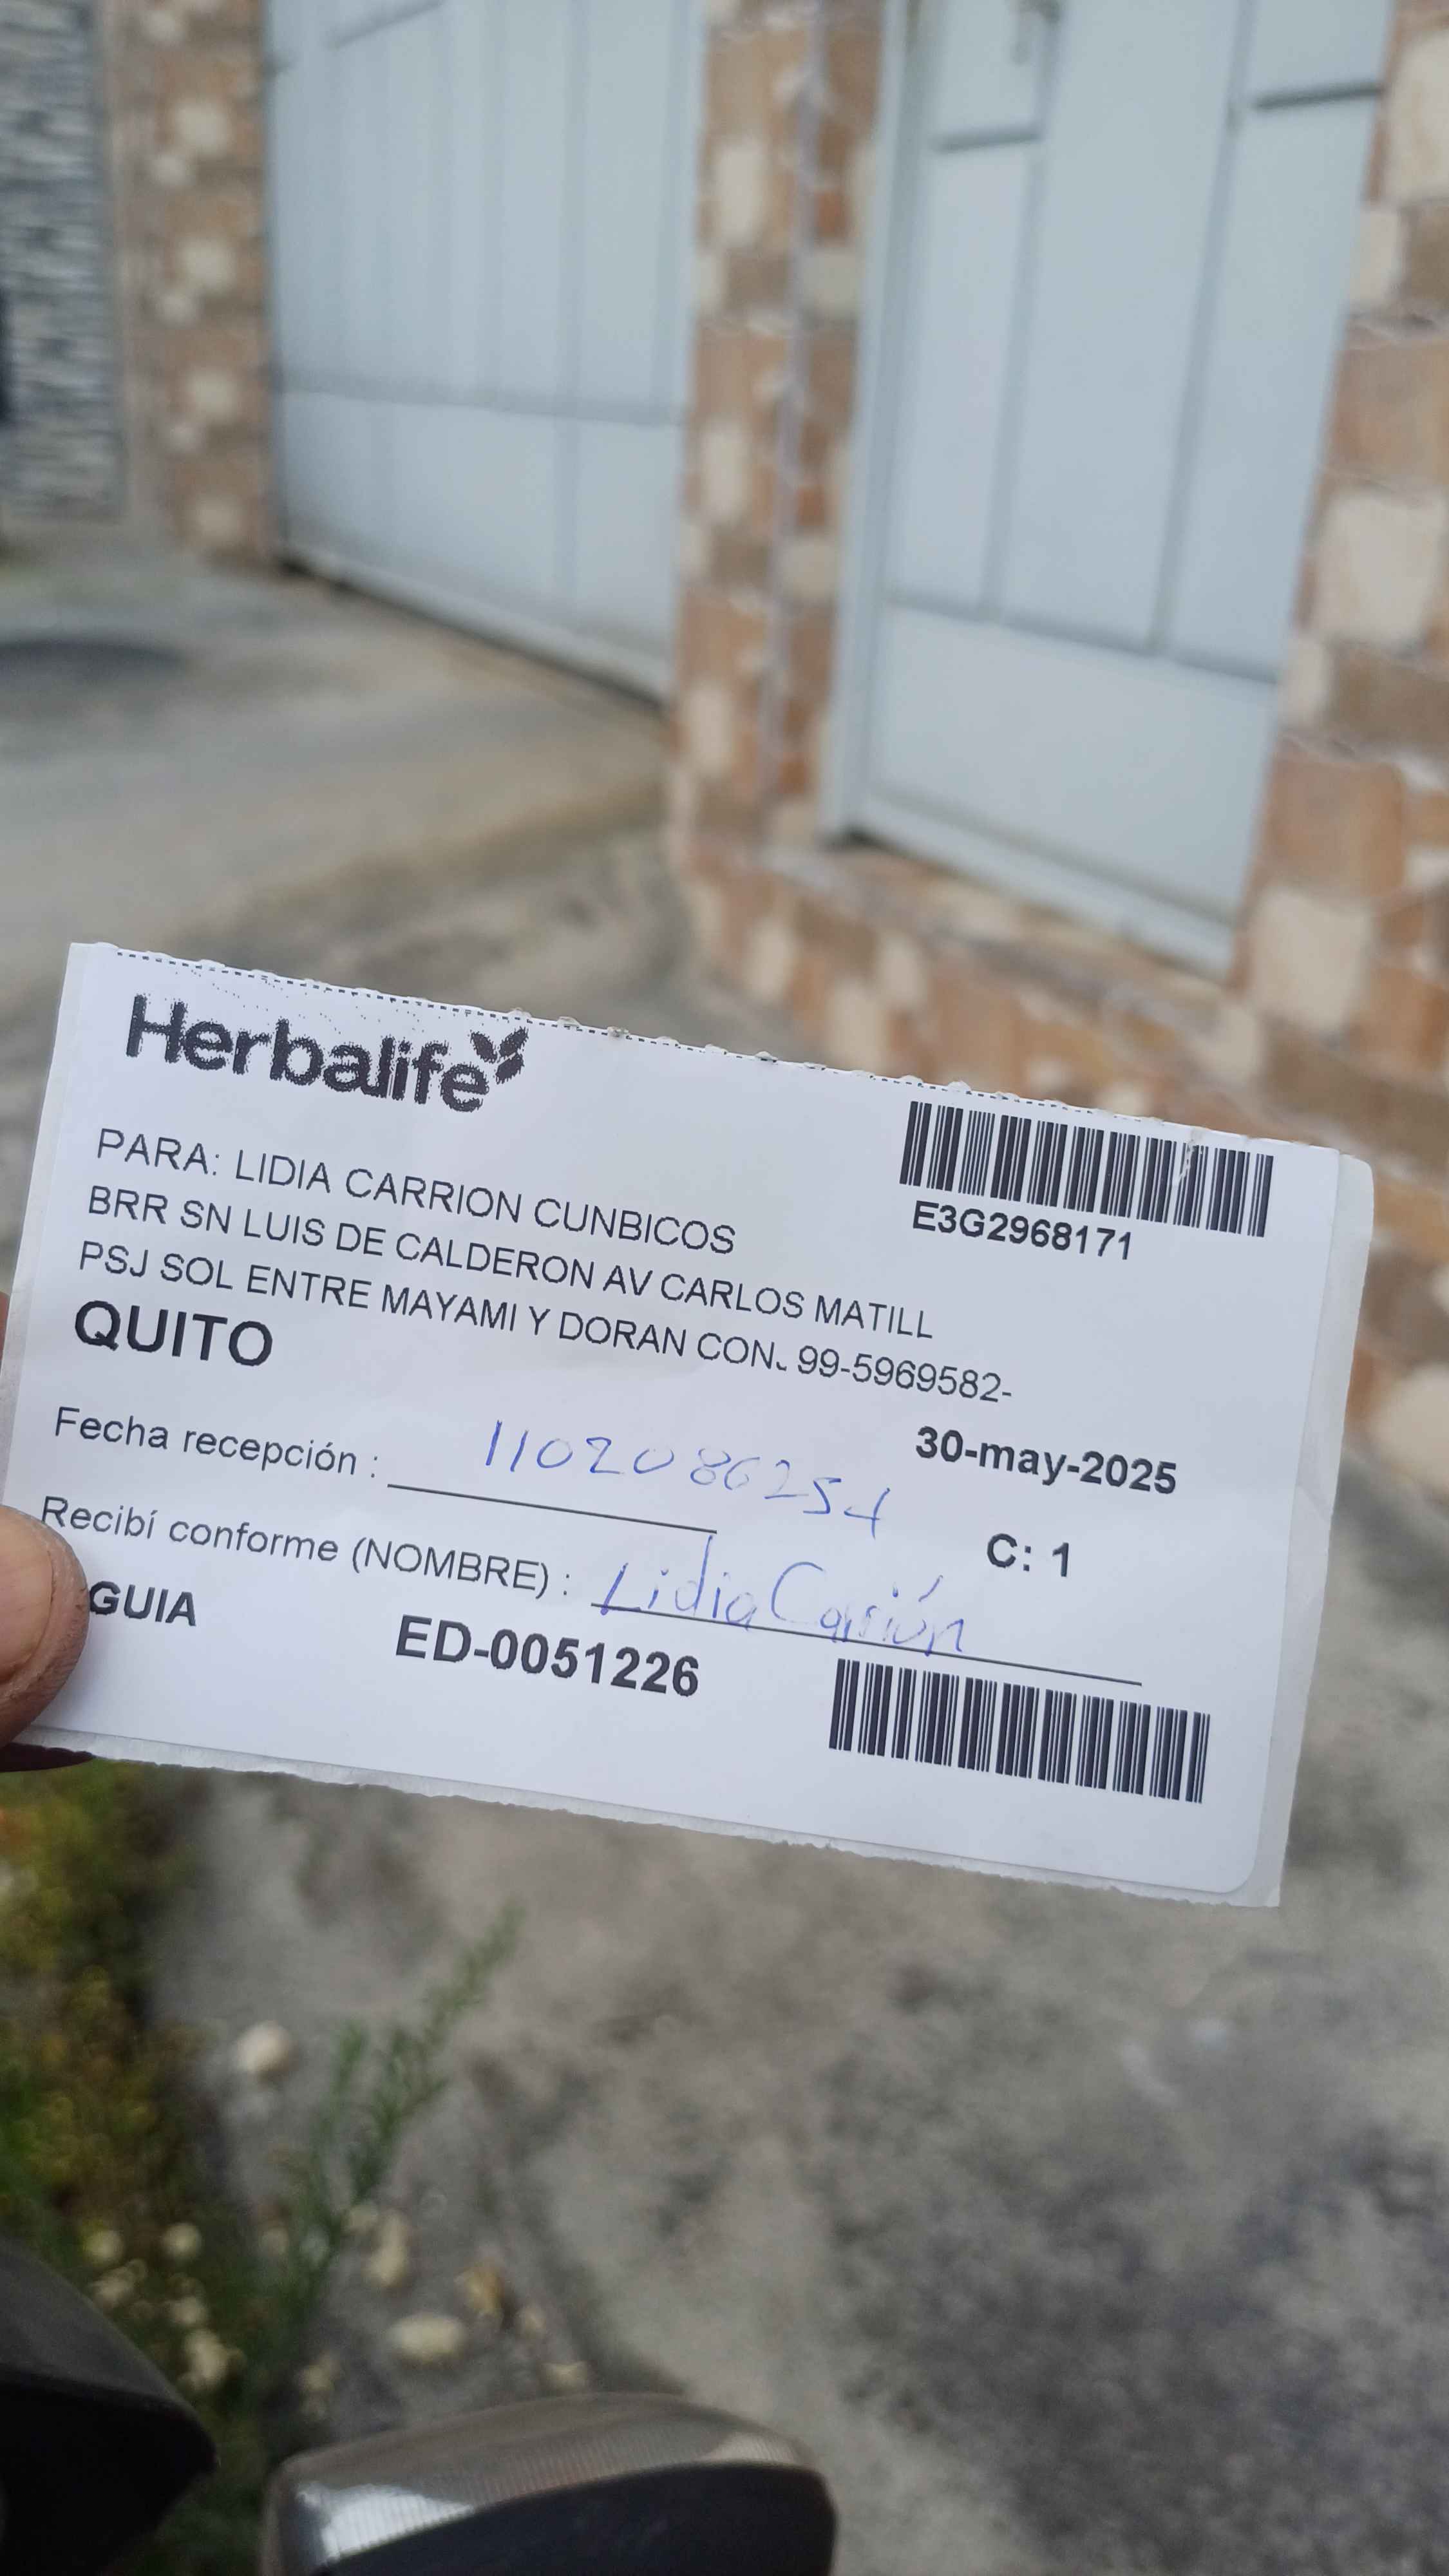 Herbalife
E3G2968171
PARA: LIDIA CARRION CUNBICOS
BRR SN LUIS DE CALDERON AV CARLOS MATILL
PSJ SOL ENTRE MAYAMI Y DORAN CON. 99-5969582-
QUITO
30-may-2025
Fecha recepción : 1102086254
C: 1
Recibí conforme (NOMBRE) : Lidia Carrión
GUIA ED-0051226